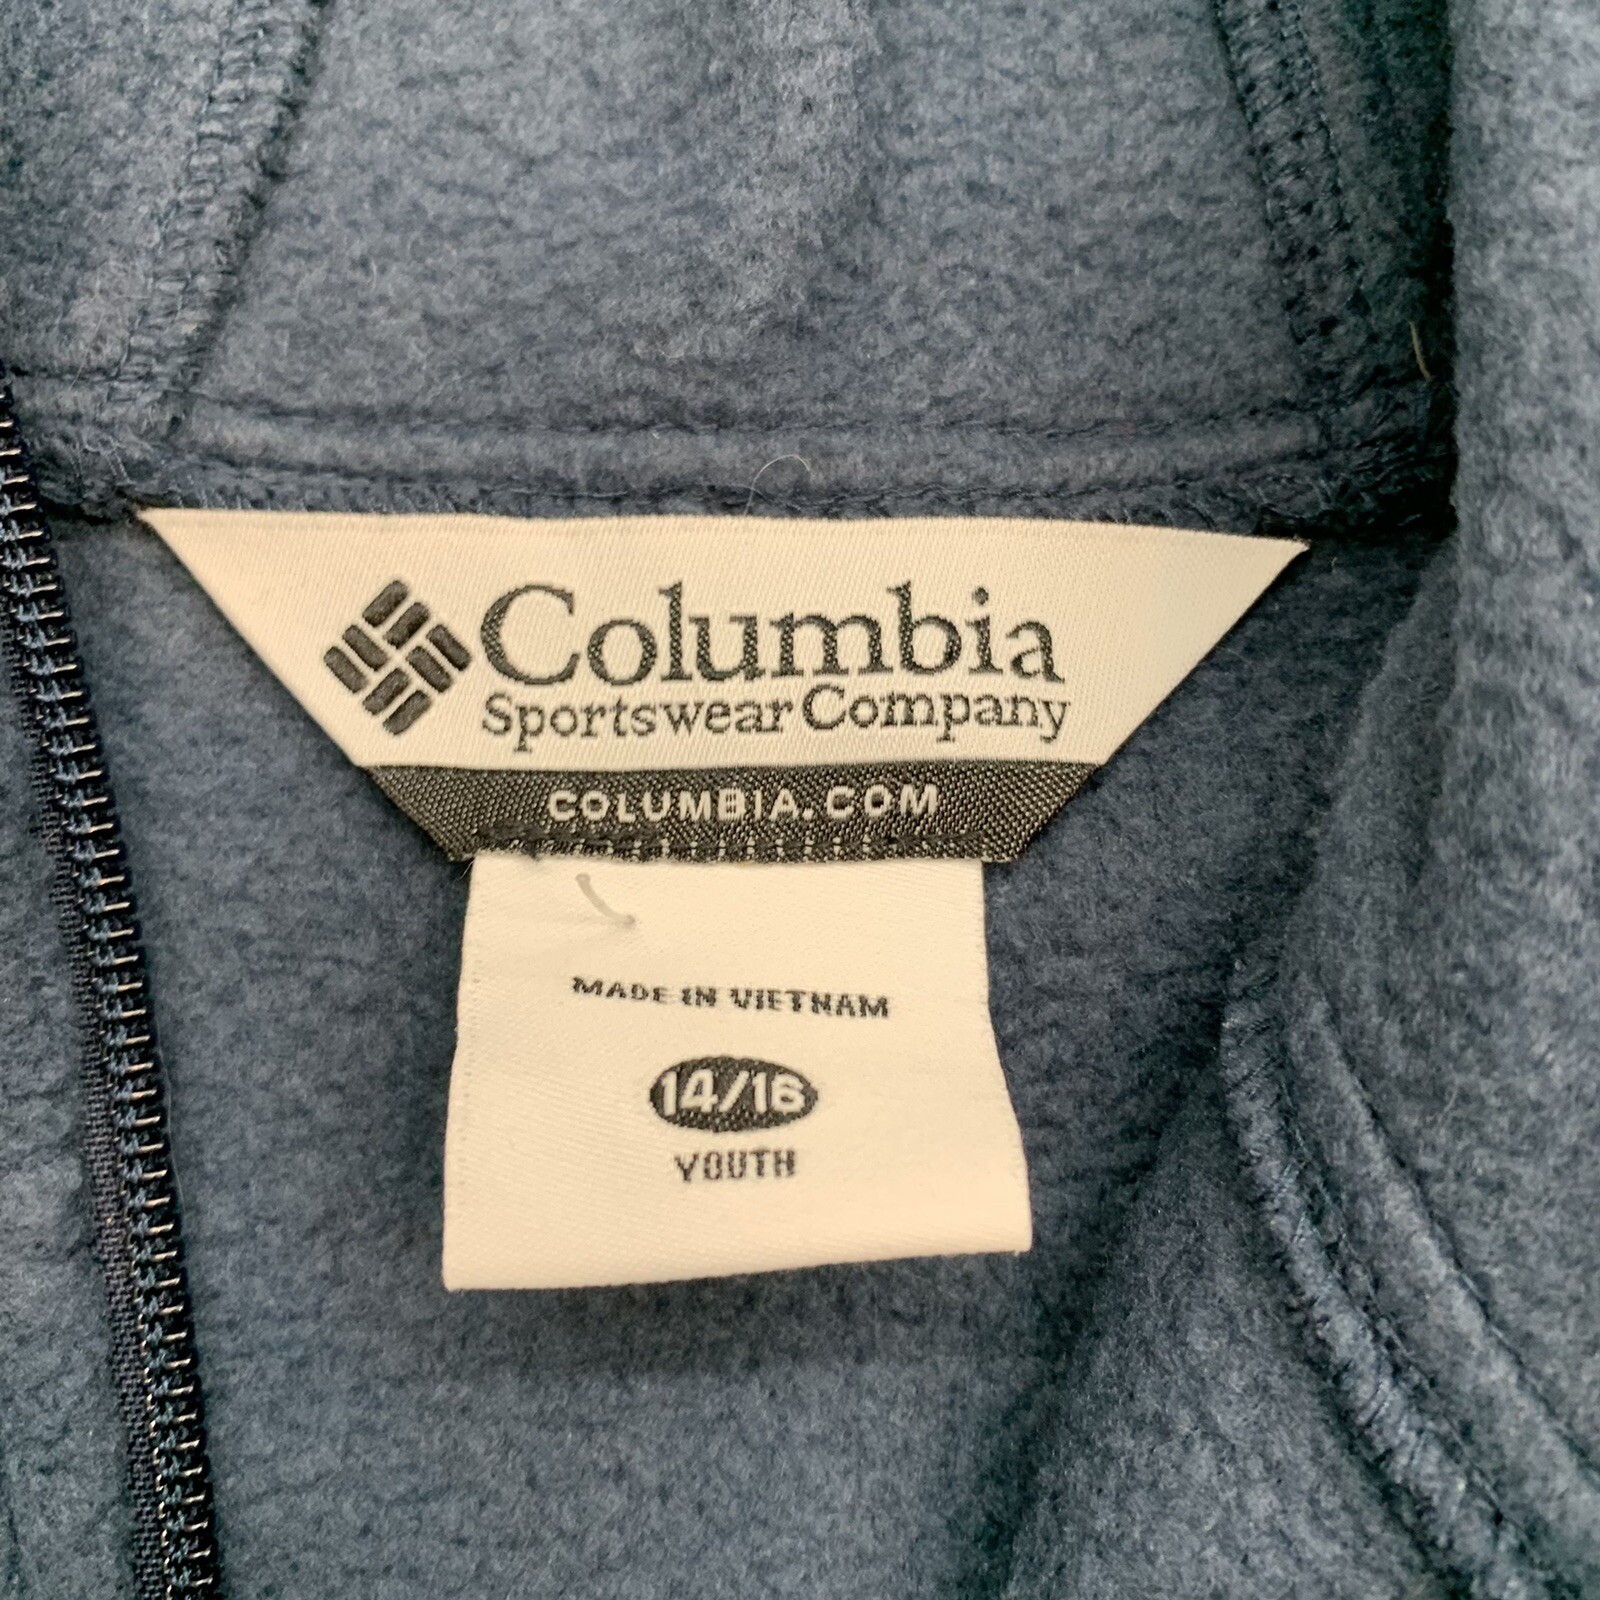 Columbia
Sportswear Company
COLUMBIA.COM
MADE IN VIETNAM
14/16
YOUTH